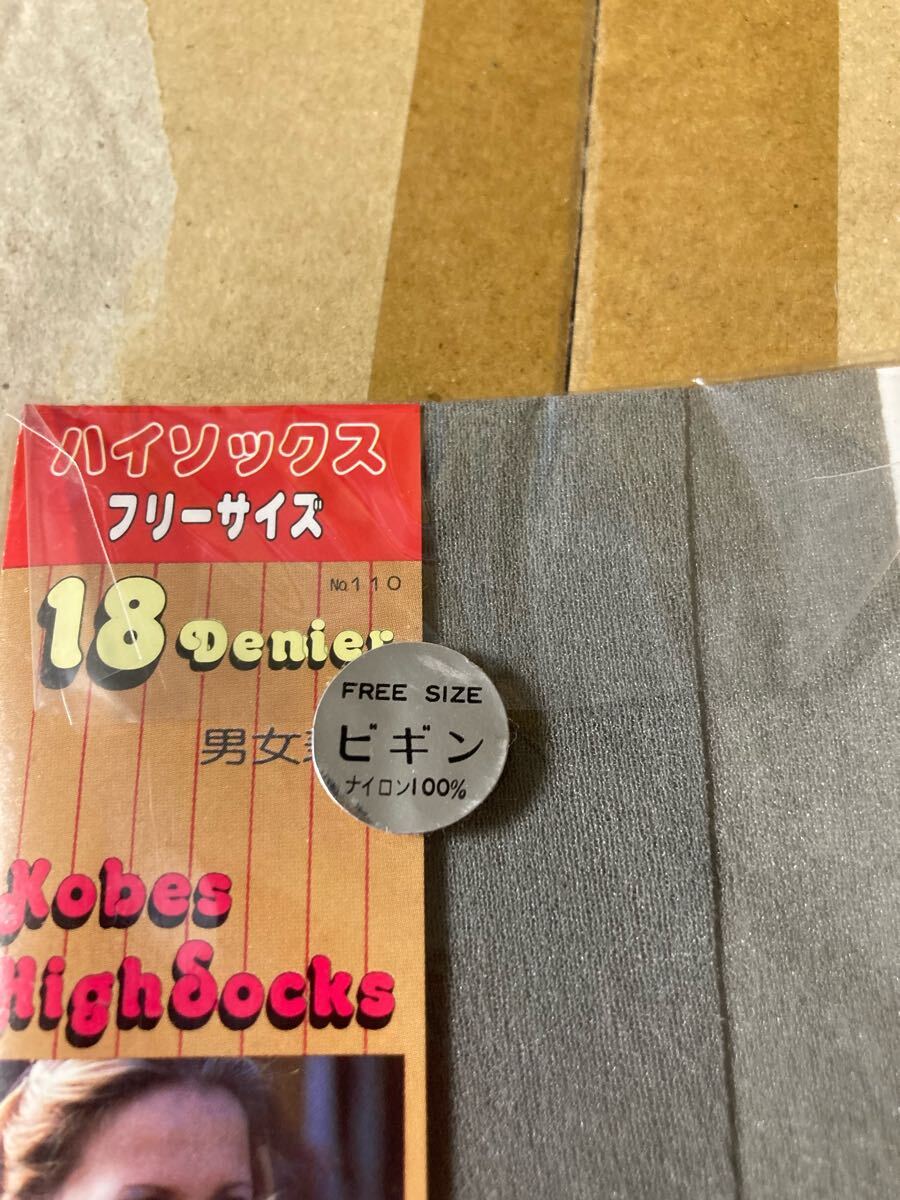 ハイソックス
フリーサイズ
No.110
18 Denier
男女
FREE SIZE
ビギン
ナイロン100%
Kobes
HighSocks